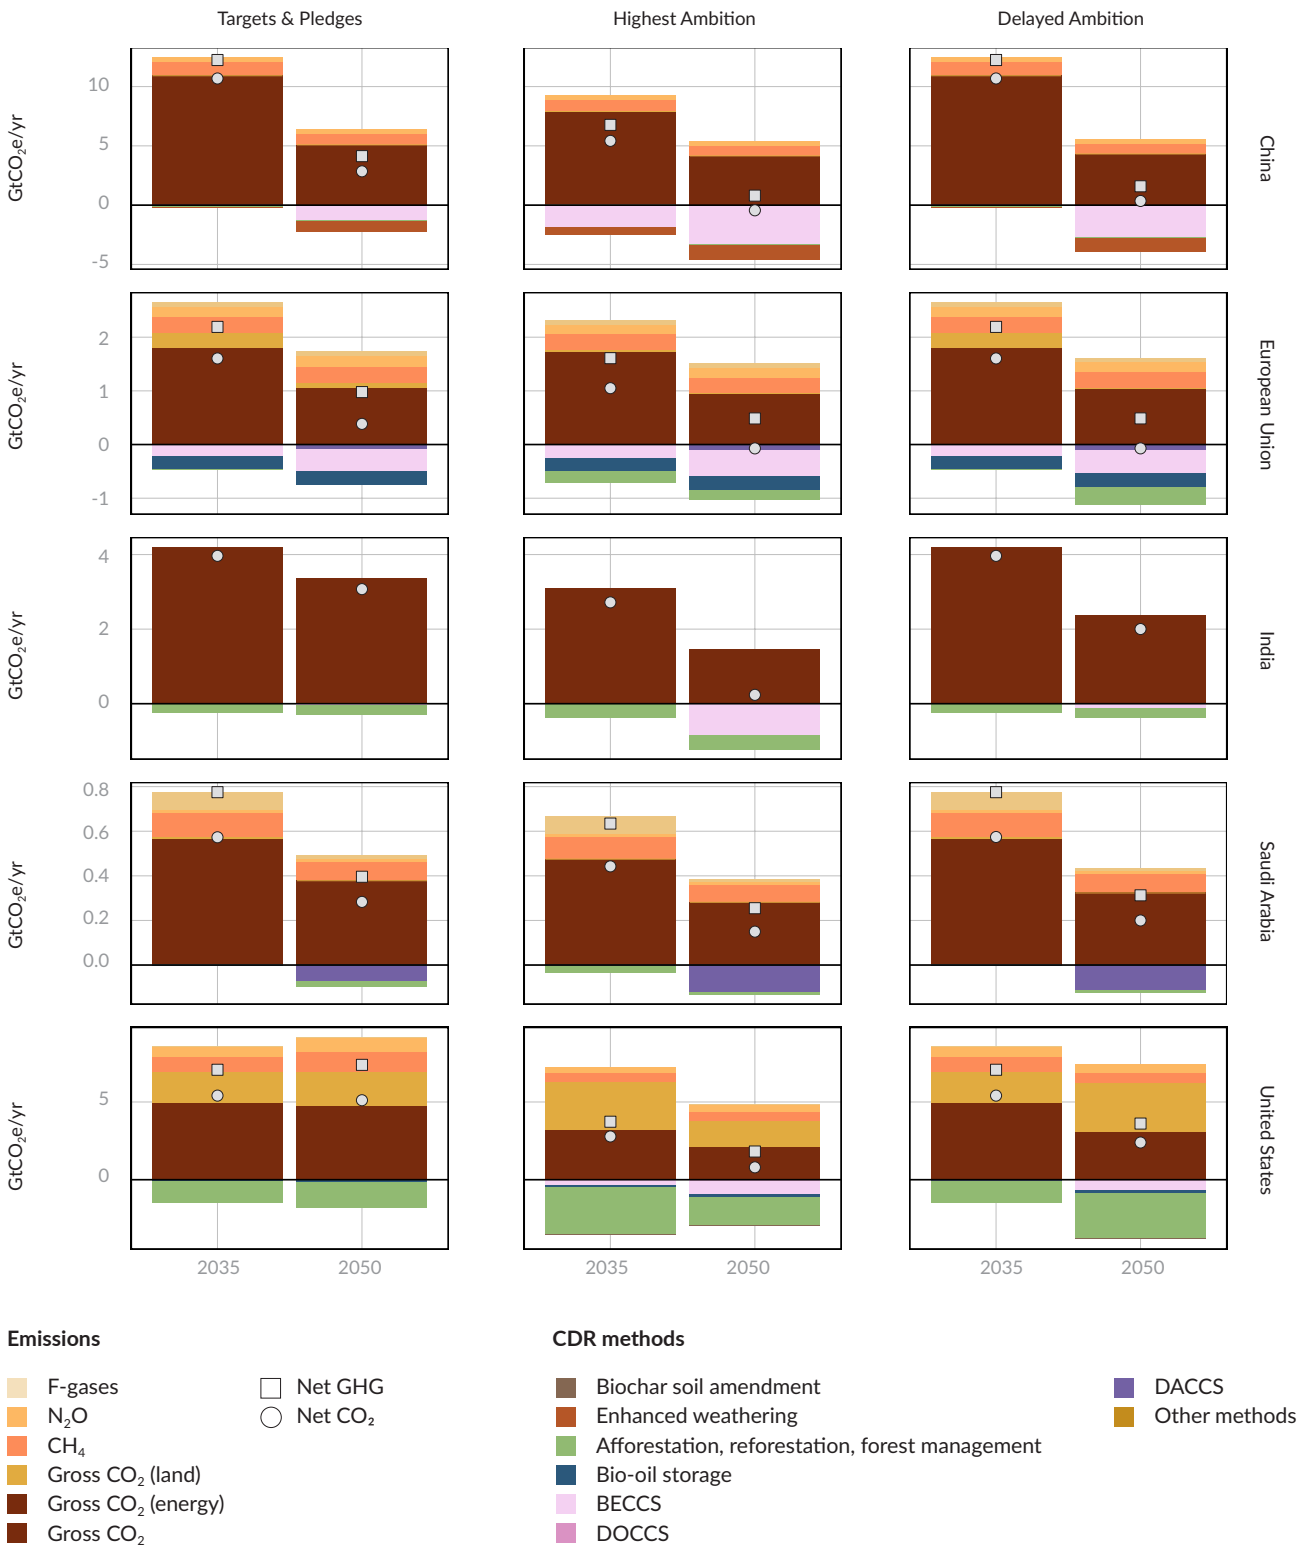 Targets & Pledges
Highest Ambition
Delayed Ambition
GtCO₂e/yr
10
5
0
-5
China
GtCO₂e/yr
2
1
0
-1
European Union
GtCO₂e/yr
4
2
0
India
GtCO₂e/yr
0.8
0.6
0.4
0.2
0.0
Saudi Arabia
GtCO₂e/yr
5
0
United States
2035
2050
2035
2050
2035
2050
Emissions
F-gases
N₂O
CH₄
Gross CO₂ (land)
Gross CO₂ (energy)
Gross CO₂
Net GHG
Net CO₂
CDR methods
Biochar soil amendment
Enhanced weathering
Afforestation, reforestation, forest management
Bio-oil storage
BECCS
DOCCS
DACCS
Other methods